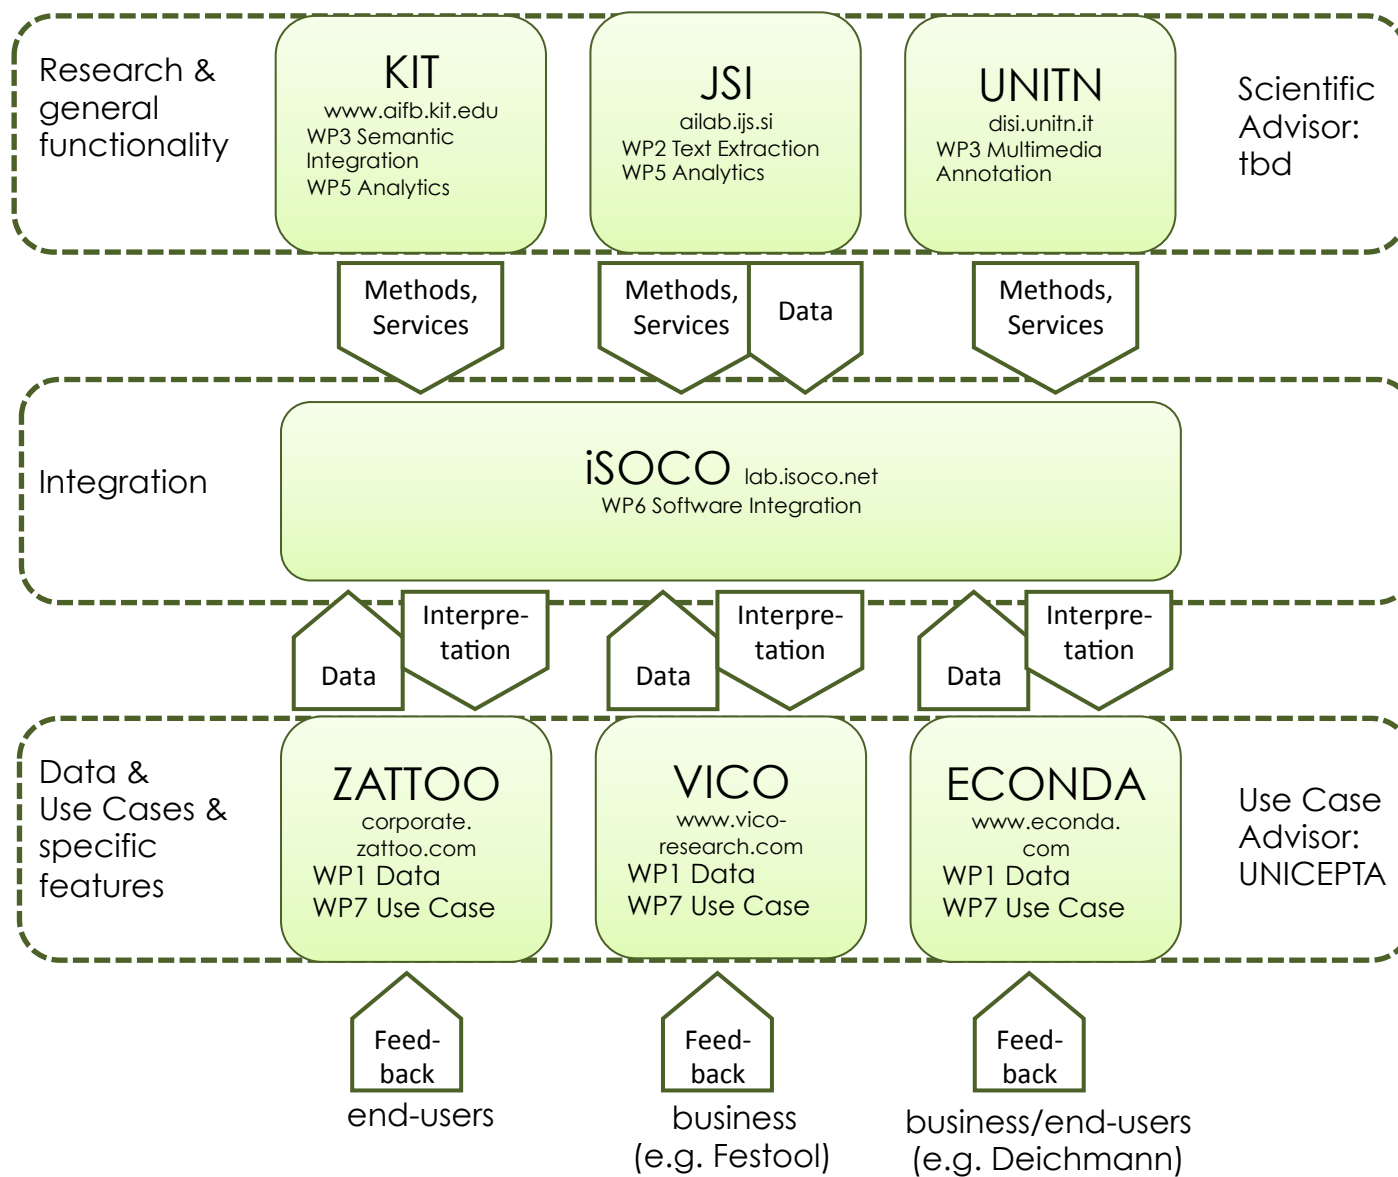 Research &
general
functionality
KIT
www.aifb.kit.edu
WP3 Semantic
Integration
WP5 Analytics
JSI
ailab.ijs.si
WP2 Text Extraction
WP5 Analytics
UNITN
disi.unitn.it
WP3 Multimedia
Annotation
Scientific
Advisor:
tbd
Methods,
Services
Methods,
Services
Data
Methods,
Services
Integration
iSOCO lab.isoco.net
WP6 Software Integration
Data
Interpre-
tation
Data
Interpre-
tation
Data
Interpre-
tation
Data &
Use Cases &
specific
features
ZATTOO
corporate.
zattoo.com
WP1 Data
WP7 Use Case
VICO
www.vico-
research.com
WP1 Data
WP7 Use Case
ECONDA
www.econda.
com
WP1 Data
WP7 Use Case
Use Case
Advisor:
UNICEPTA
Feed-
back
end-users
Feed-
back
business
(e.g. Festool)
Feed-
back
business/end-users
(e.g. Deichmann)